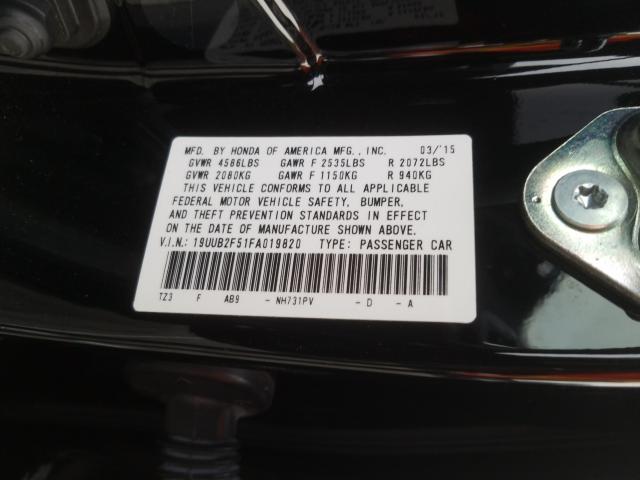 MFD. BY HONDA OF AMERICA MFG., INC. 03/'15
GVWR 4586LBS GAWR F 2535LBS R 2072LBS
GVWR 2080KG GAWR F 1150KG R 940KG
THIS VEHICLE CONFORMS TO ALL APPLICABLE
FEDERAL MOTOR VEHICLE SAFETY, BUMPER,
AND THEFT PREVENTION STANDARDS IN EFFECT
ON THE DATE OF MANUFACTURE SHOWN ABOVE.
V.I.N.: 19UUB2F51FA019820 TYPE: PASSENGER CAR
TZ3 F AB9 -NH731PV -D -A